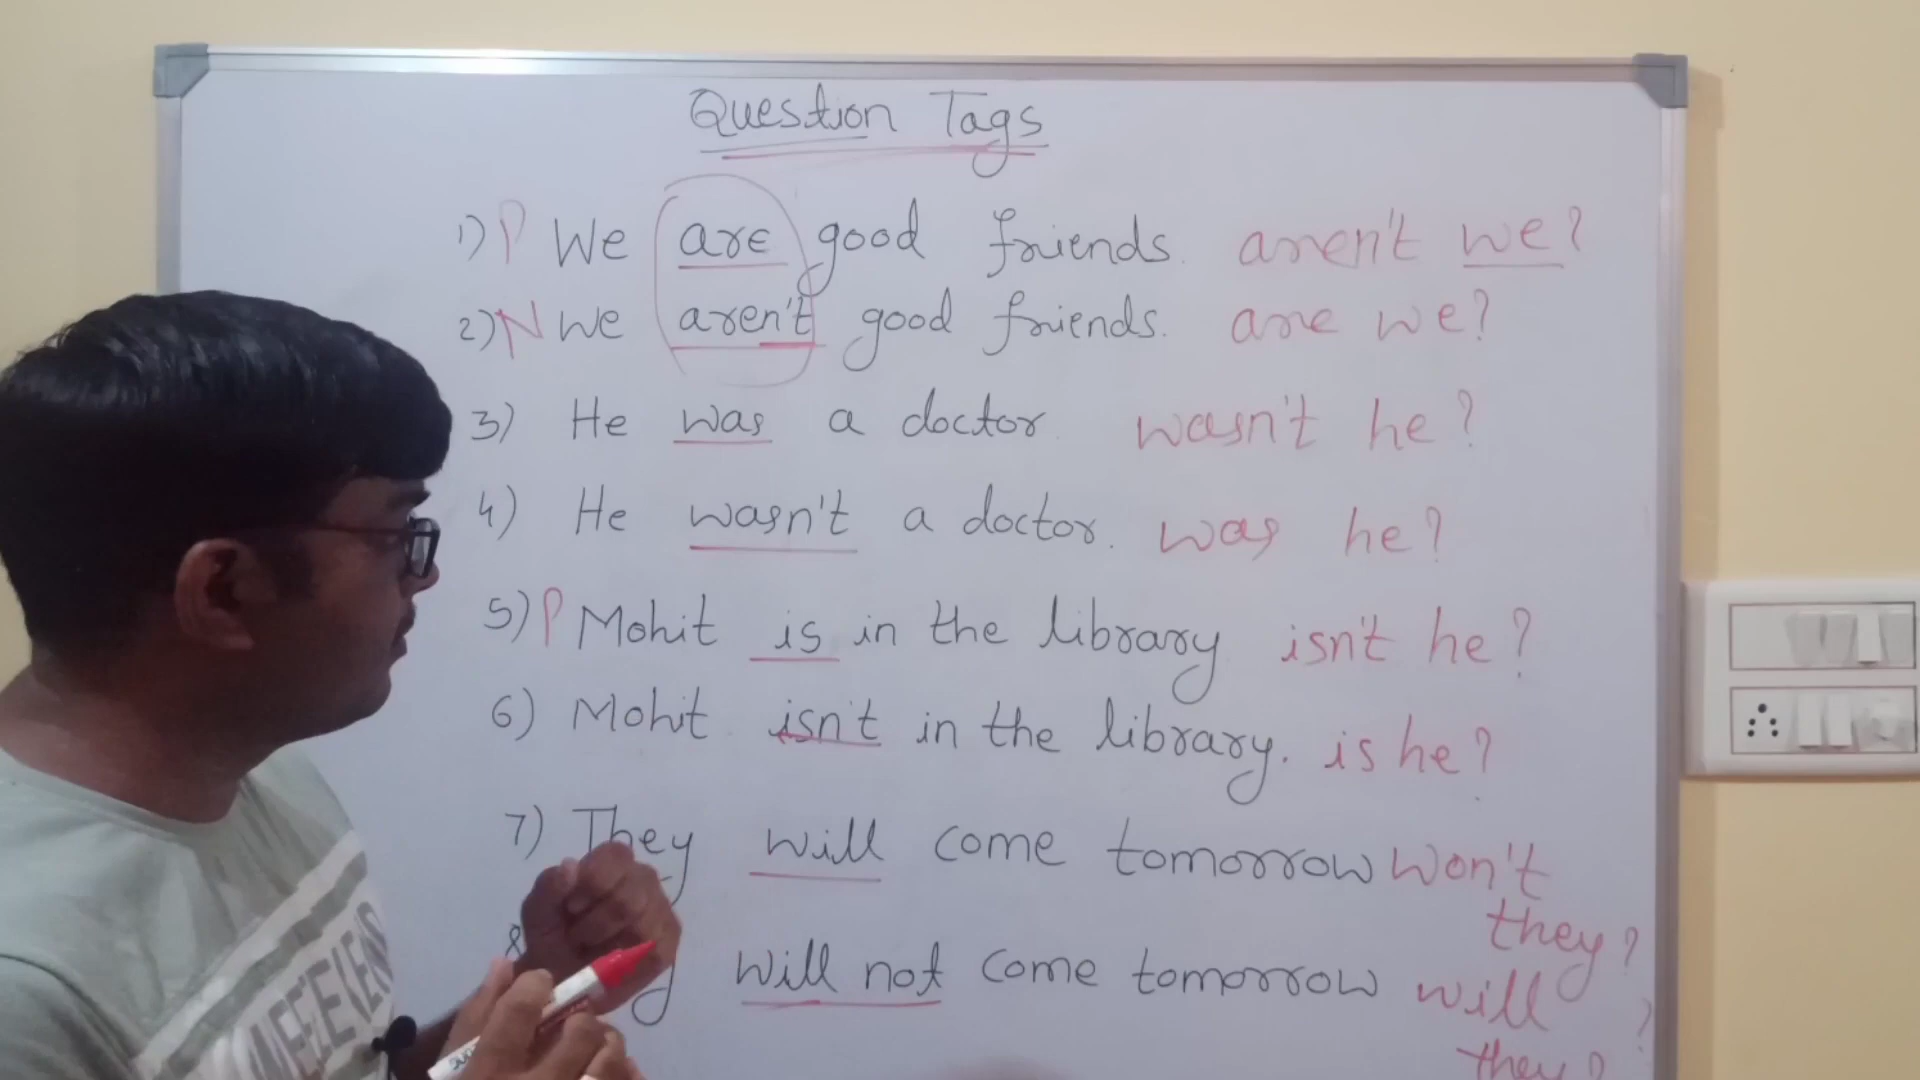 Question Tags
1) P We are good friends. aren't we?
2) N We aren't good friends. are we?
3) He was a doctor. wasn't he?
4) He wasn't a doctor. was he?
5) P Mohit is in the library isn't he?
6) Mohit isn't in the library. is he?
7) They will come tomorrow won't
they?
8 will not come tomorrow will
they?
?